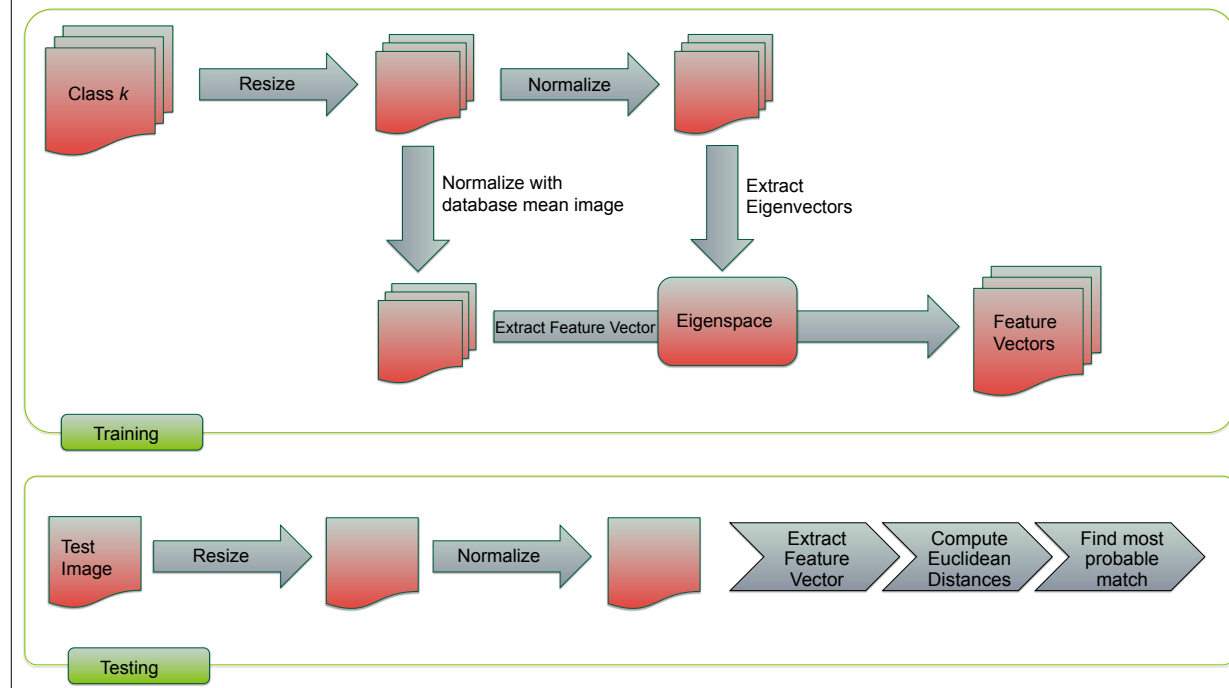 Class k
Resize
Normalize
Normalize with
database mean image
Extract
Eigenvectors
Extract Feature Vector
Eigenspace
Feature
Vectors
Training
Test
Image
Resize
Normalize
Extract
Feature
Vector
Compute
Euclidean
Distances
Find most
probable
match
Testing